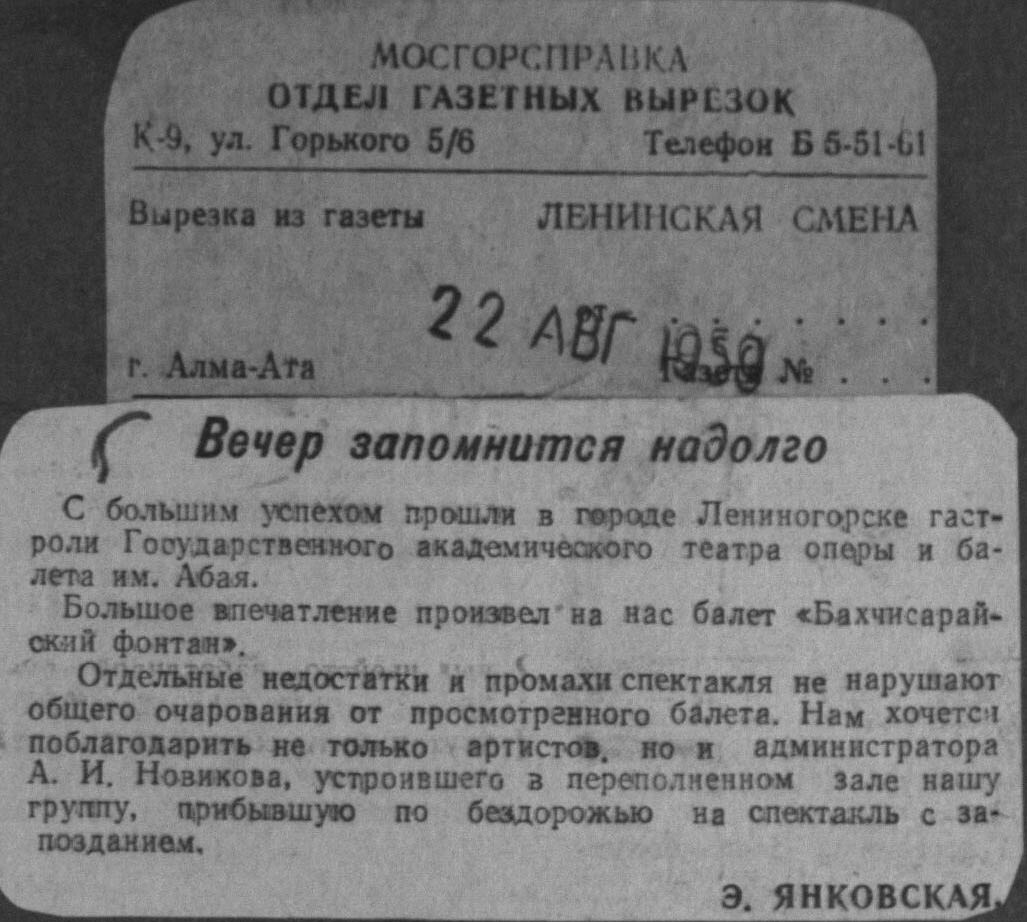 МОСГОРСПРАВКА
ОТДЕЛ ГАЗЕТНЫХ ВЫРЕЗОК
К-9, ул. Горького 5/6 Телефон Б 5-51-61
Вырезка из газеты ЛЕНИНСКАЯ СМЕНА
от . . . . . . .
22 АВГ 1959
г. Алма-Ата Газета № . . .
Вечер запомнится надолго
С большим успехом прошли в городе Лениногорске гаст-
роли Государственного академического театра оперы и ба-
лета им. Абая.
Большое впечатление произвел на нас балет «Бахчисарай-
ский фонтан».
Отдельные недостатки и промахи спектакля не нарушают
общего очарования от просмотренного балета. Нам хочется
поблагодарить не только артистов, но и администратора
А. И. Новикова, устроившего в переполненном зале нашу
группу, прибывшую по бездорожью на спектакль с за-
позданием.
Э. ЯНКОВСКАЯ.